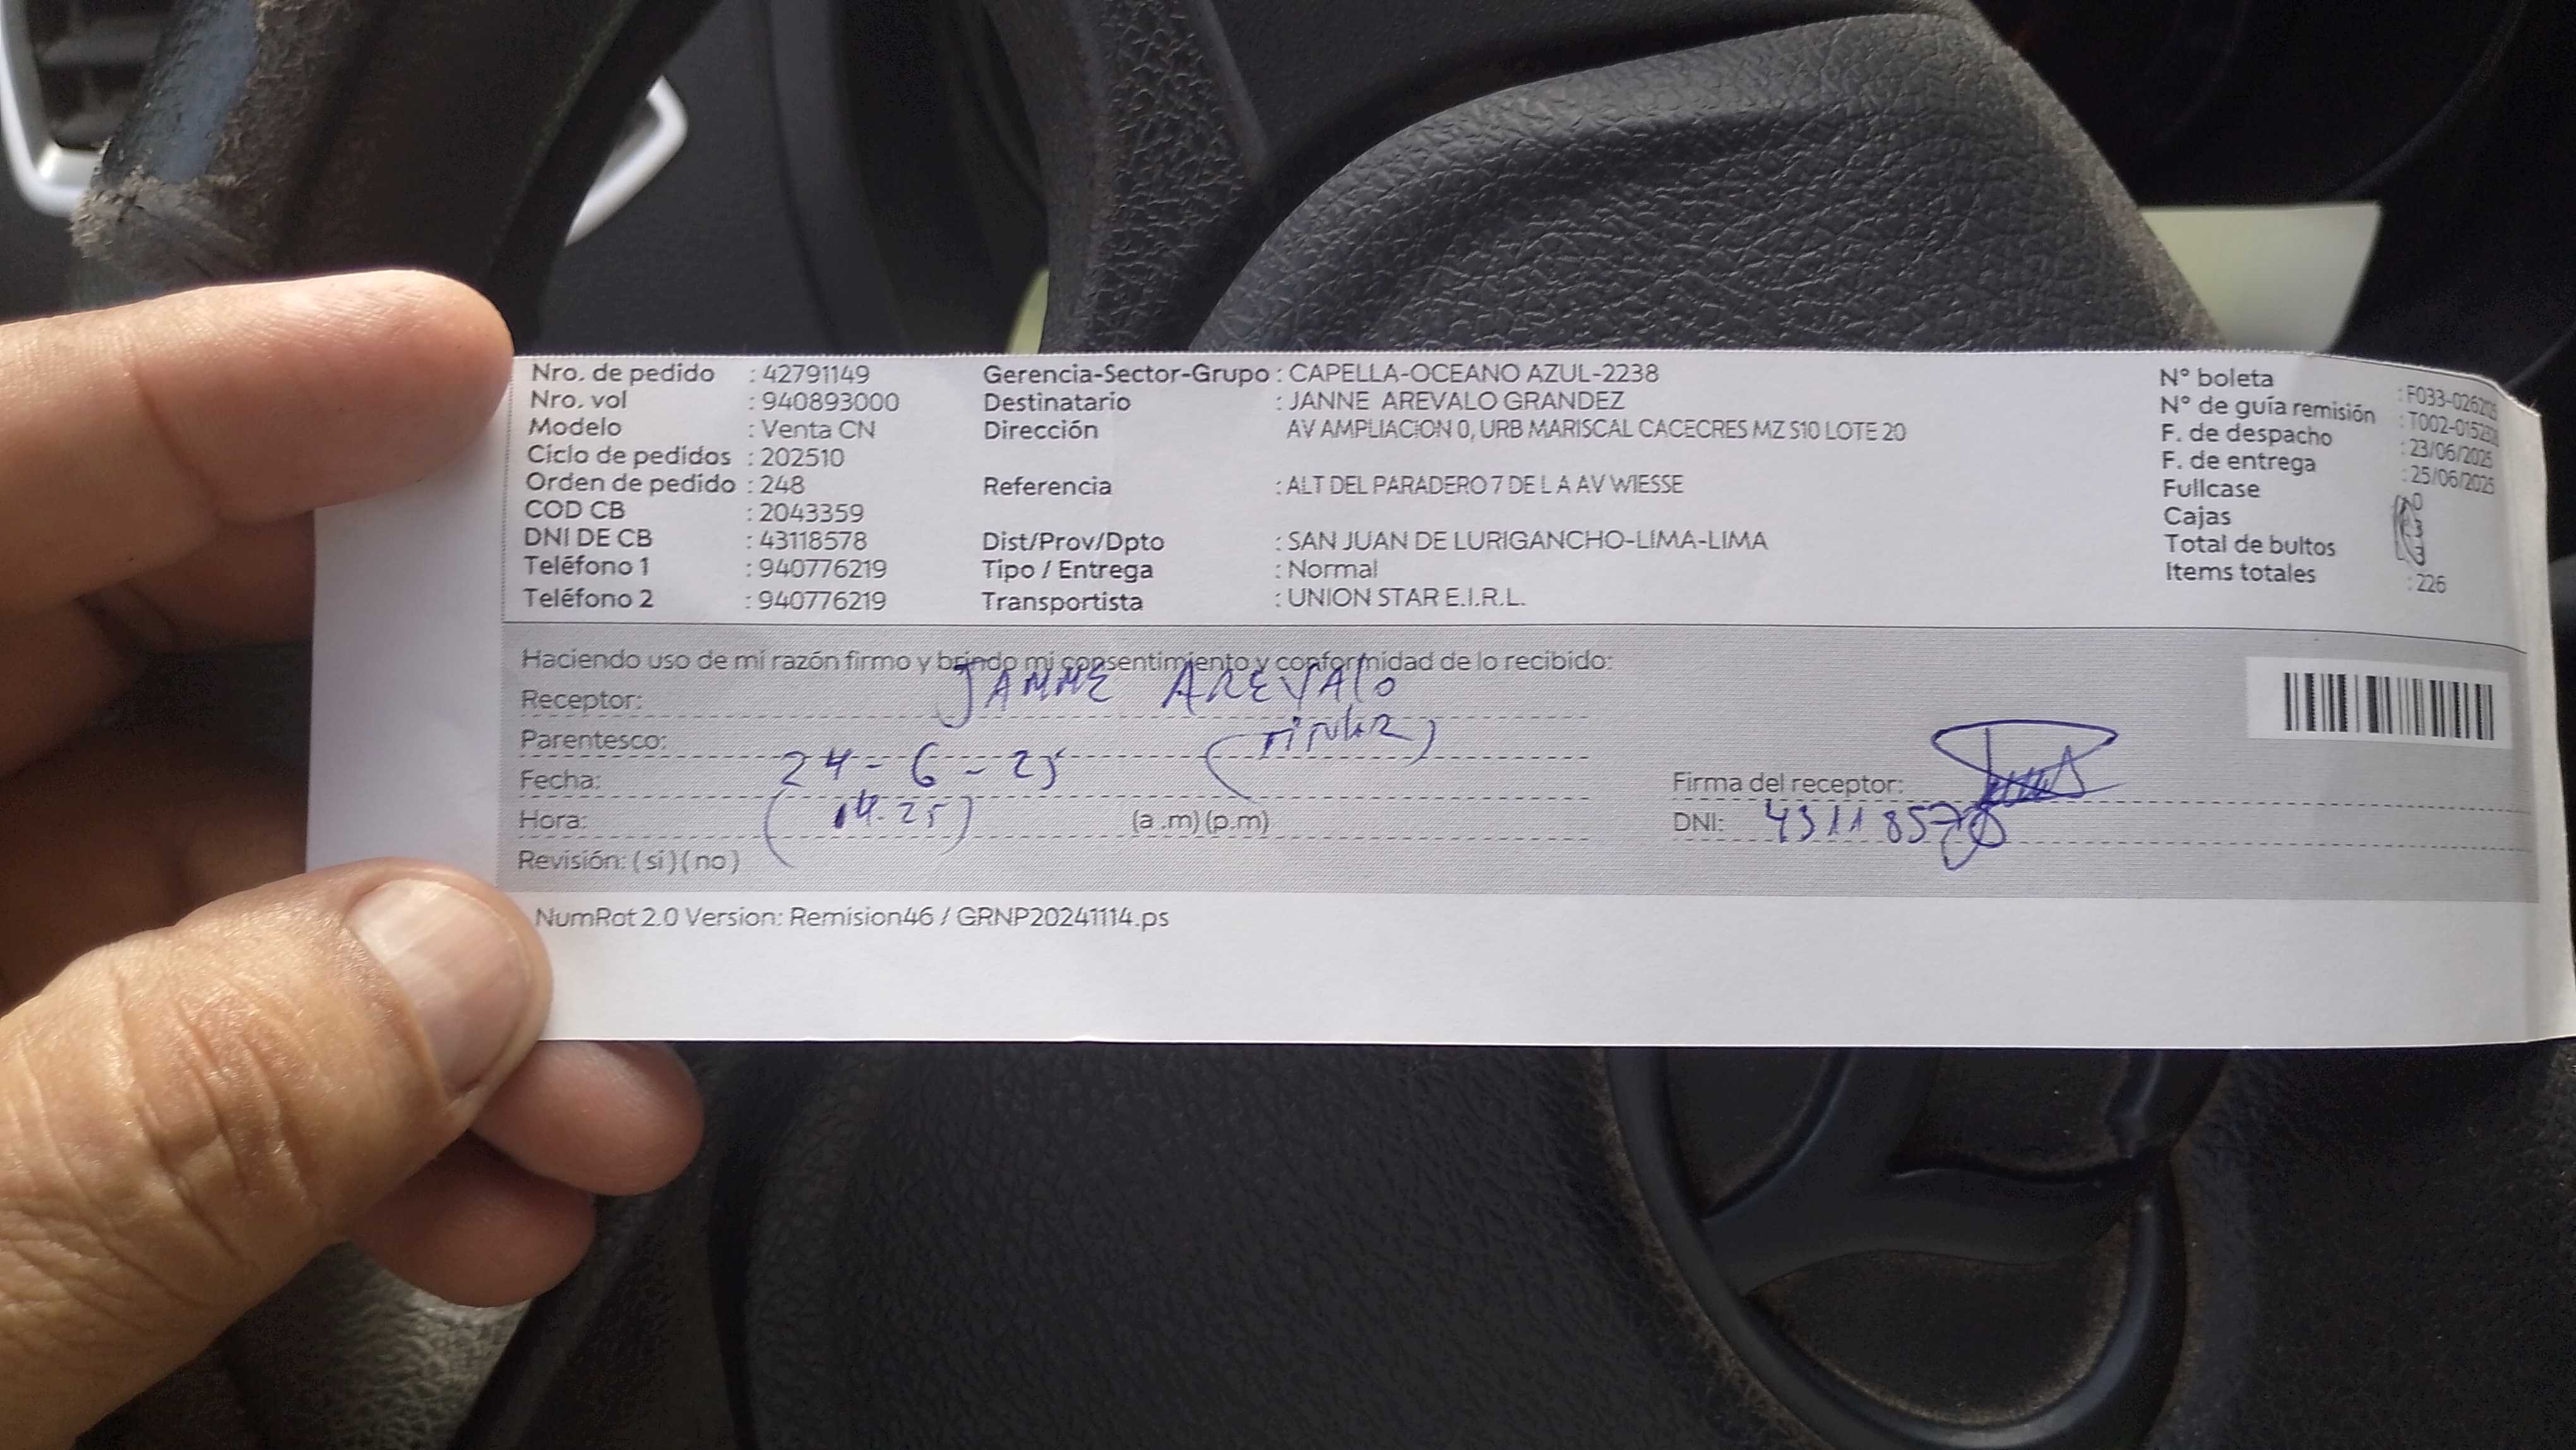 Nro. de pedido : 42791149 Gerencia-Sector-Grupo : CAPELLA-OCEANO AZUL-2238 N° boleta
Nro. vol : 940893000 Destinatario : JANNE AREVALO GRANDEZ N° de guía remisión
Modelo : Venta CN Dirección AV AMPLIACION 0, URB MARISCAL CACECRES MZ S10 LOTE 20 F. de despacho : 23/06/2025
Ciclo de pedidos : 202510 F. de entrega : 25/06/2025
Orden de pedido : 248 Referencia : ALT DEL PARADERO 7 DE L A AV WIESSE Fullcase 0
COD CB : 2043359 Cajas 3
DNI DE CB : 43118578 Dist/Prov/Dpto : SAN JUAN DE LURIGANCHO-LIMA-LIMA Total de bultos 3
Teléfono 1 : 940776219 Tipo / Entrega : Normal Items totales : 226
Teléfono 2 : 940776219 Transportista : UNION STAR E.I.R.L.
Haciendo uso de mi razón firmo y brindo mi consentimiento y conformidad de lo recibido:
Receptor: JANNE AREVALO
Parentesco: (TITULAR)
Fecha: 24-6-25 Firma del receptor:
Hora: (14.25) (a.m)(p.m) DNI: 43118578
Revisión: (si)(no)
NumRot 2.0 Version: Remision46 / GRNP20241114.ps